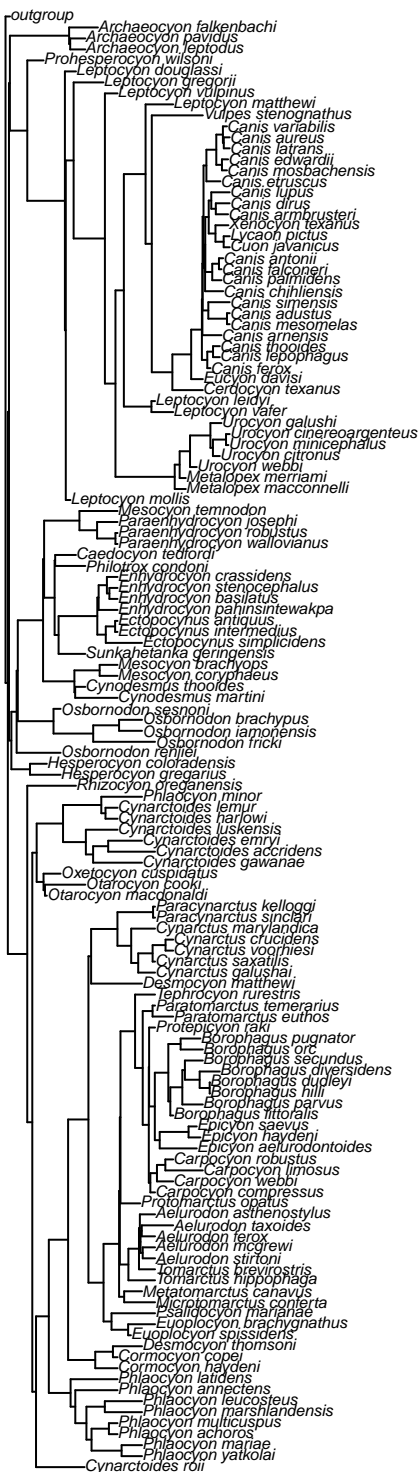 outgroup
Archaeocyon falkenbachi
Archaeocyon pavidus
Archaeocyon leptodus
Prohesperocyon wilsoni
Leptocyon douglassi
Leptocyon gregorii
Leptocyon vulpinus
Leptocyon matthewi
Vulpes stenognathus
Canis variabilis
Canis aureus
Canis latrans
Canis edwardii
Canis mosbachensis
Canis etruscus
Canis lupus
Canis dirus
Canis armbrusteri
Xenocyon texanus
Lycaon pictus
Cuon javanicus
Canis antonii
Canis falconeri
Canis palmidens
Canis chihliensis
Canis simensis
Canis adustus
Canis mesomelas
Canis arnensis
Canis thooides
Canis lepophagus
Canis ferox
Eucyon davisi
Cerdocyon texanus
Leptocyon leidyi
Leptocyon vafer
Urocyon galushi
Urocyon cinereoargenteus
Urocyon minicephalus
Urocyon citronus
Urocyon webbi
Metalopex merriami
Metalopex macconnelli
Leptocyon mollis
Mesocyon temnodon
Paraenhydrocyon josephi
Paraenhydrocyon robustus
Paraenhydrocyon wallovianus
Caedocyon tedfordi
Philotrox condoni
Enhydrocyon crassidens
Enhydrocyon stenocephalus
Enhydrocyon basilatus
Enhydrocyon pahinsintewakpa
Ectopocynus antiquus
Ectopocynus intermedius
Ectopocynus simplicidens
Sunkahetanka geringensis
Mesocyon brachyops
Mesocyon coryphaeus
Cynodesmus thooides
Cynodesmus martini
Osbornodon sesnoni
Osbornodon brachypus
Osbornodon iamonensis
Osbornodon fricki
Osbornodon renjiei
Hesperocyon coloradensis
Hesperocyon gregarius
Rhizocyon oreganensis
Phlaocyon minor
Cynarctoides lemur
Cynarctoides harlowi
Cynarctoides luskensis
Cynarctoides emryi
Cynarctoides accridens
Cynarctoides gawanae
Oxetocyon cuspidatus
Otarocyon cooki
Otarocyon macdonaldi
Paracynarctus kelloggi
Paracynarctus sinclari
Cynarctus marylandica
Cynarctus crucidens
Cynarctus voorhiesi
Cynarctus saxatilis
Cynarctus galushai
Desmocyon matthewi
Tephrocyon rurestris
Paratomarctus temerarius
Paratomarctus euthos
Protepicyon raki
Borophagus pugnator
Borophagus orc
Borophagus secundus
Borophagus diversidens
Borophagus dudleyi
Borophagus hilli
Borophagus parvus
Borophagus littoralis
Epicyon saevus
Epicyon haydeni
Epicyon aelurodontoides
Carpocyon robustus
Carpocyon limosus
Carpocyon webbi
Carpocyon compressus
Protomarctus opatus
Aelurodon asthenostylus
Aelurodon taxoides
Aelurodon ferox
Aelurodon mcgrewi
Aelurodon stirtoni
Tomarctus brevirostris
Tomarctus hippophaga
Metatomarctus canavus
Microtomarctus conferta
Psalidocyon marianae
Euoplocyon brachygnathus
Euoplocyon spissidens
Desmocyon thomsoni
Cormocyon copei
Cormocyon haydeni
Phlaocyon latidens
Phlaocyon annectens
Phlaocyon leucosteus
Phlaocyon marshlandensis
Phlaocyon multicuspus
Phlaocyon achoros
Phlaocyon mariae
Phlaocyon yatkolai
Cynarctoides roii